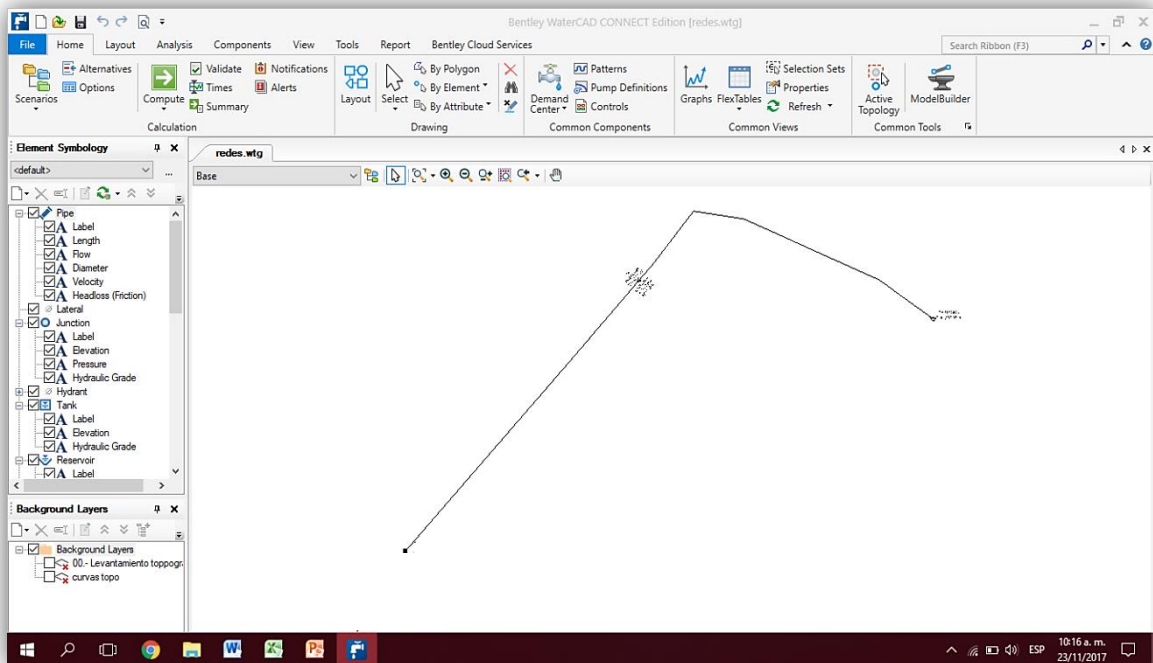 Bentley WaterCAD CONNECT Edition [redes.wtg]
File Home Layout Analysis Components View Tools Report Bentley Cloud Services
Search Ribbon (F3)
Scenarios
Alternatives
Options
Compute
Validate
Times
Summary
Notifications
Alerts
Calculation
Layout
Select
By Polygon
By Element
By Attribute
Drawing
Demand Center
Patterns
Pump Definitions
Controls
Common Components
Graphs
FlexTables
Selection Sets
Properties
Refresh
Common Views
Active Topology
ModelBuilder
Common Tools
Element Symbology
<default>
...
Pipe
Label
Length
Flow
Diameter
Velocity
Headloss (Friction)
Lateral
Junction
Label
Elevation
Pressure
Hydraulic Grade
Hydrant
Tank
Label
Elevation
Hydraulic Grade
Reservoir
Label
redes.wtg
Base
Background Layers
Background Layers
00.- Levantamiento toppogr
curvas topo
ESP
10:16 a. m.
23/11/2017